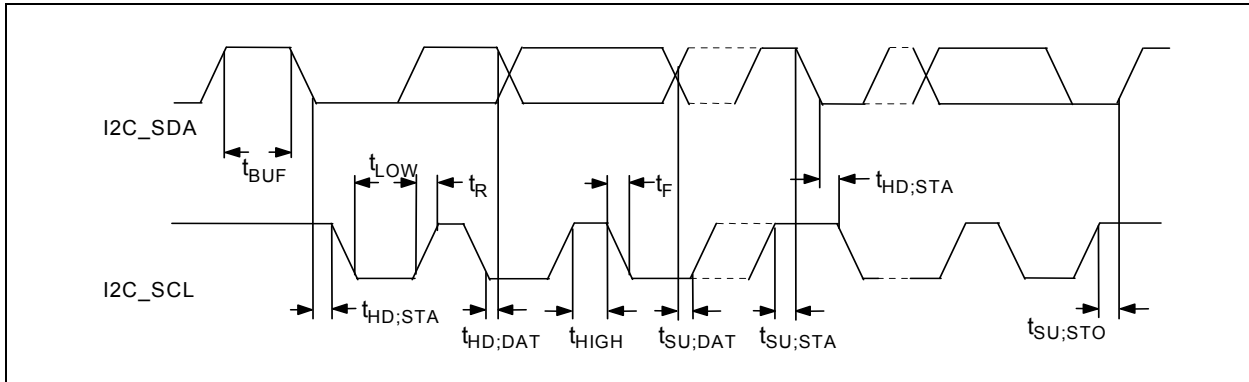 I2C_SDA
tBUF
tLOW
tR
tF
tHD;STA
I2C_SCL
tHD;STA
tHD;DAT
tHIGH
tSU;DAT
tSU;STA
tSU;STO